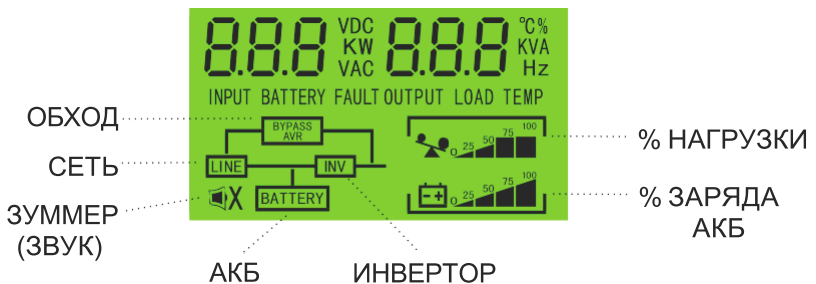 8.8.8 VDC KW VAC 8.8.8 °C% KVA Hz
INPUT BATTERY FAULT OUTPUT LOAD TEMP
ОБХОД
BYPASS
AVR
0 25 50 75 100
% НАГРУЗКИ
СЕТЬ
LINE
INV
ЗУММЕР
(ЗВУК)
X
BATTERY
- +
0 25 50 75 100
% ЗАРЯДА
АКБ
АКБ
ИНВЕРТОР